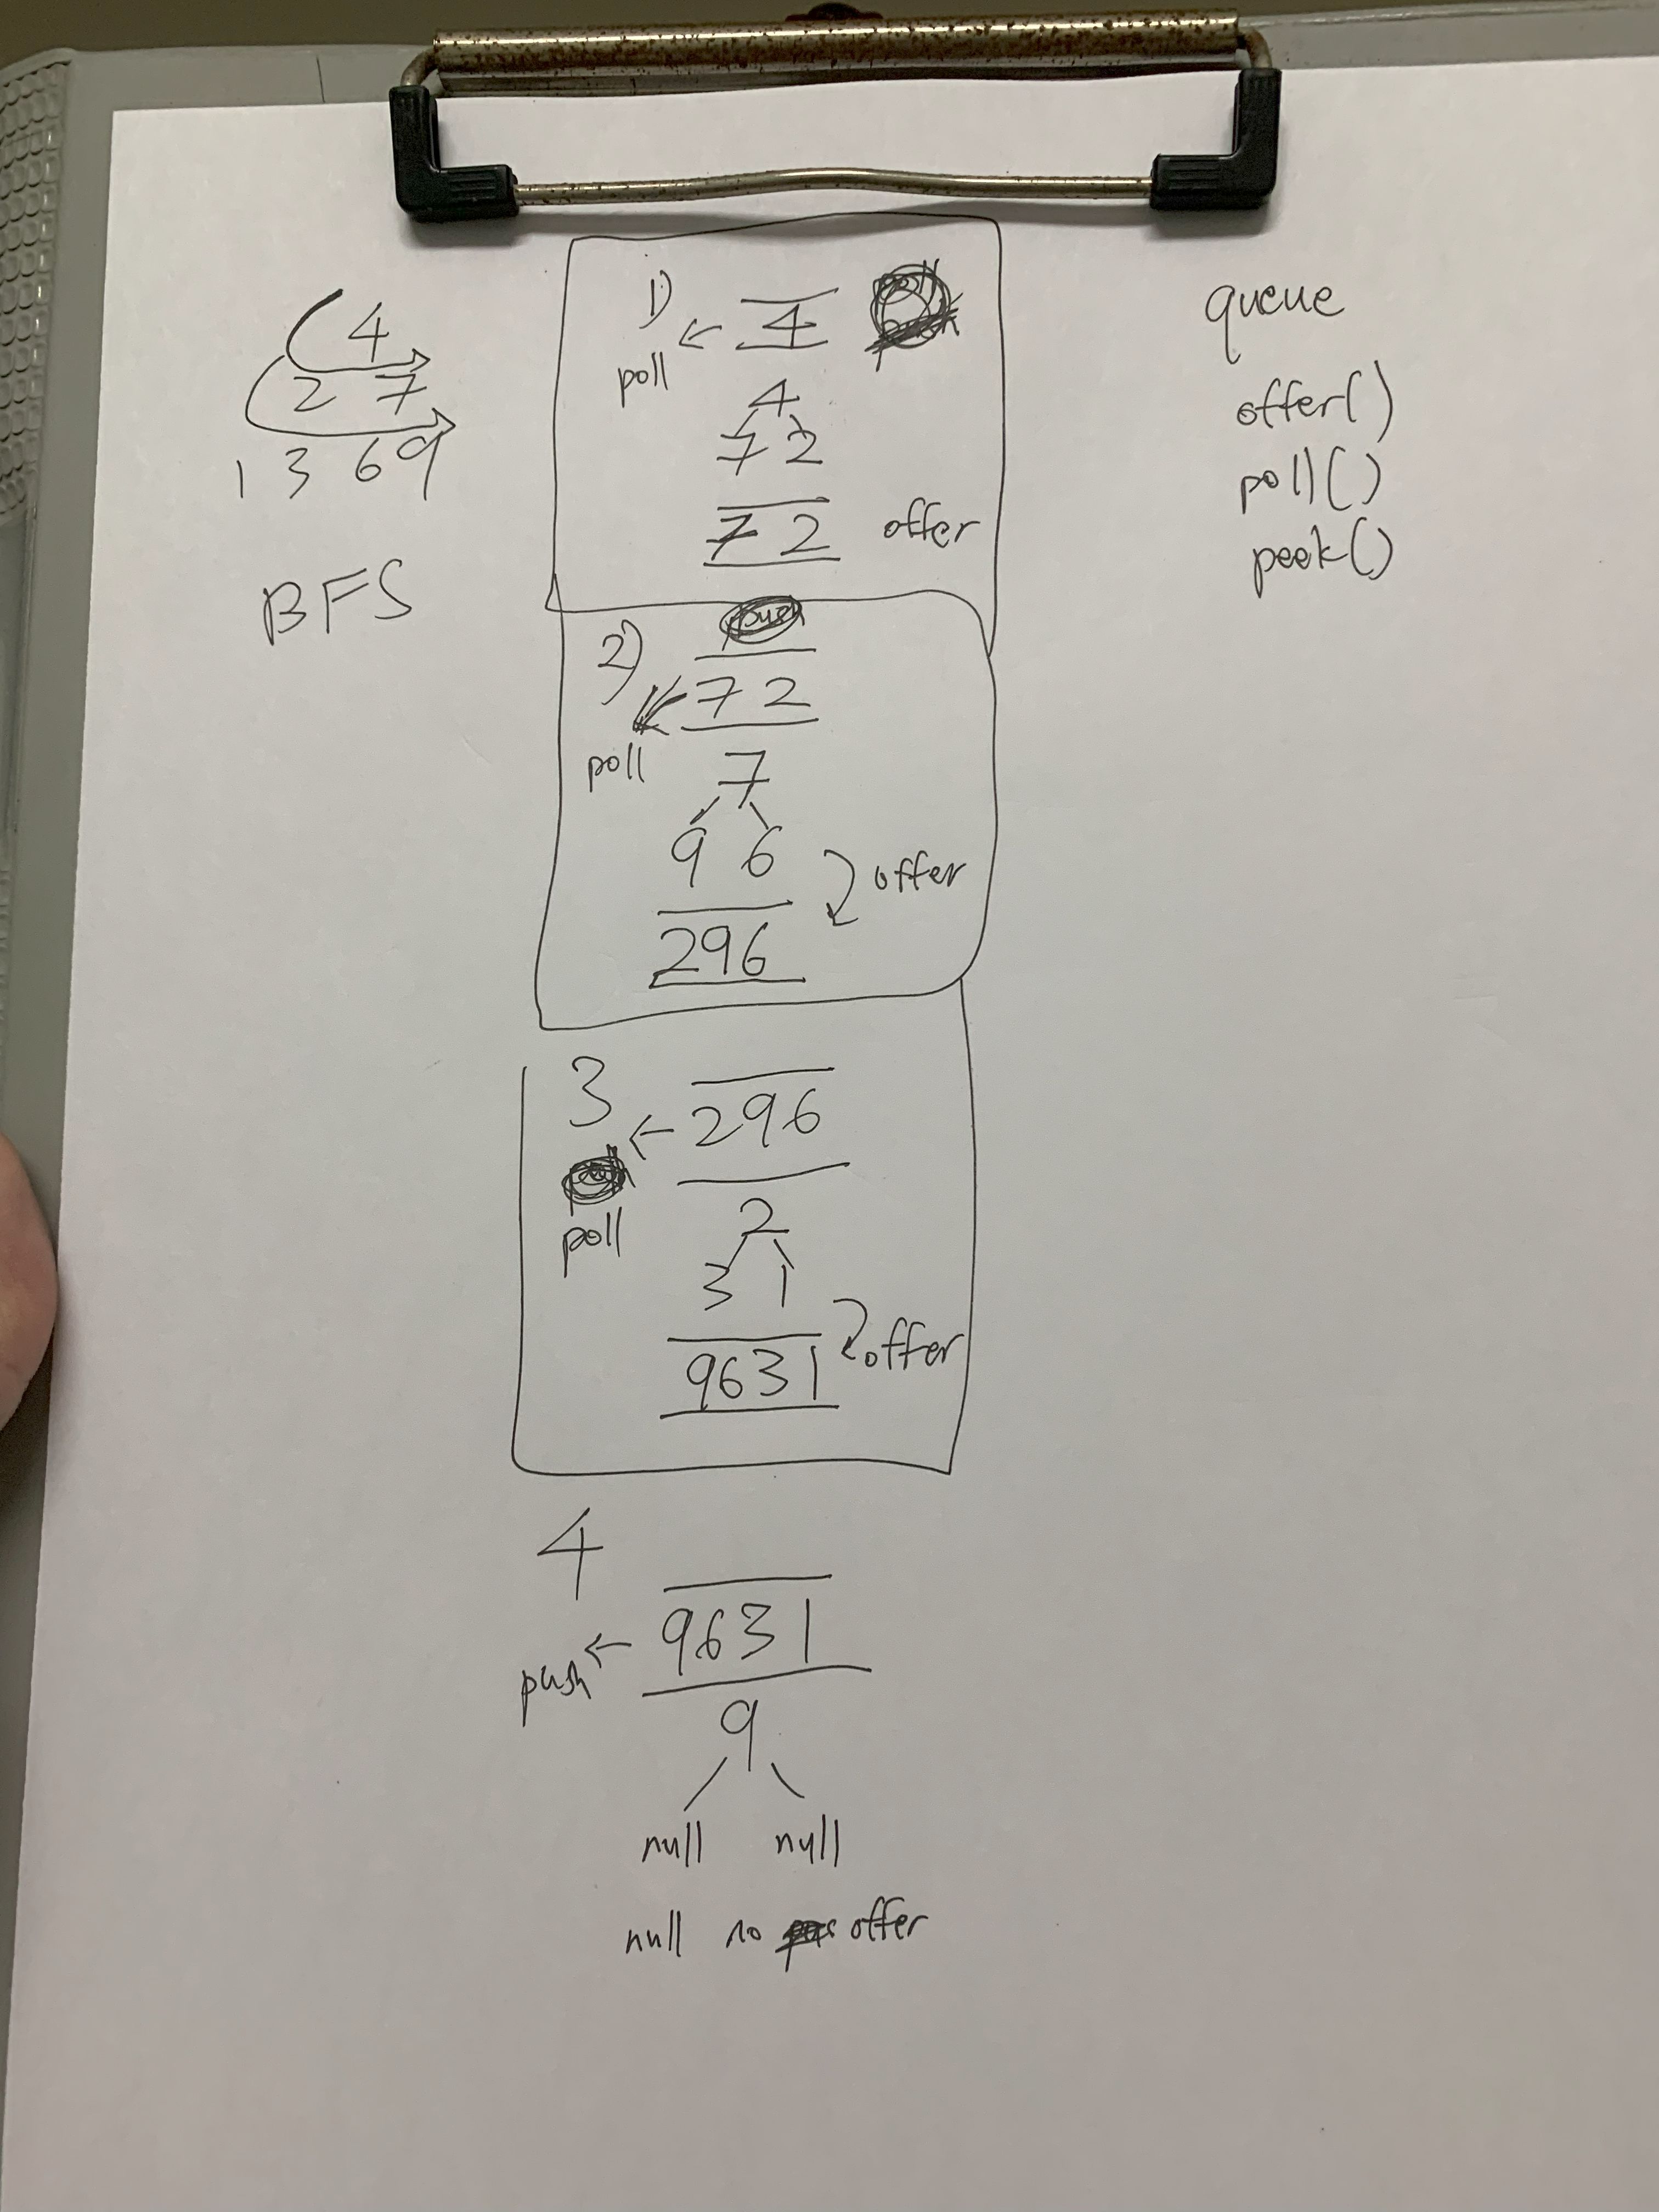 4
2 7
1 3 6 9
BFS
1)
4
poll
4
7 2
7 2 offer
2)
7 2
poll
7
9 6
offer
296
3
296
poll
2
3 1
offer
9631
4
9631
push
9
null null
null no offer
queue
offer()
poll()
peek()